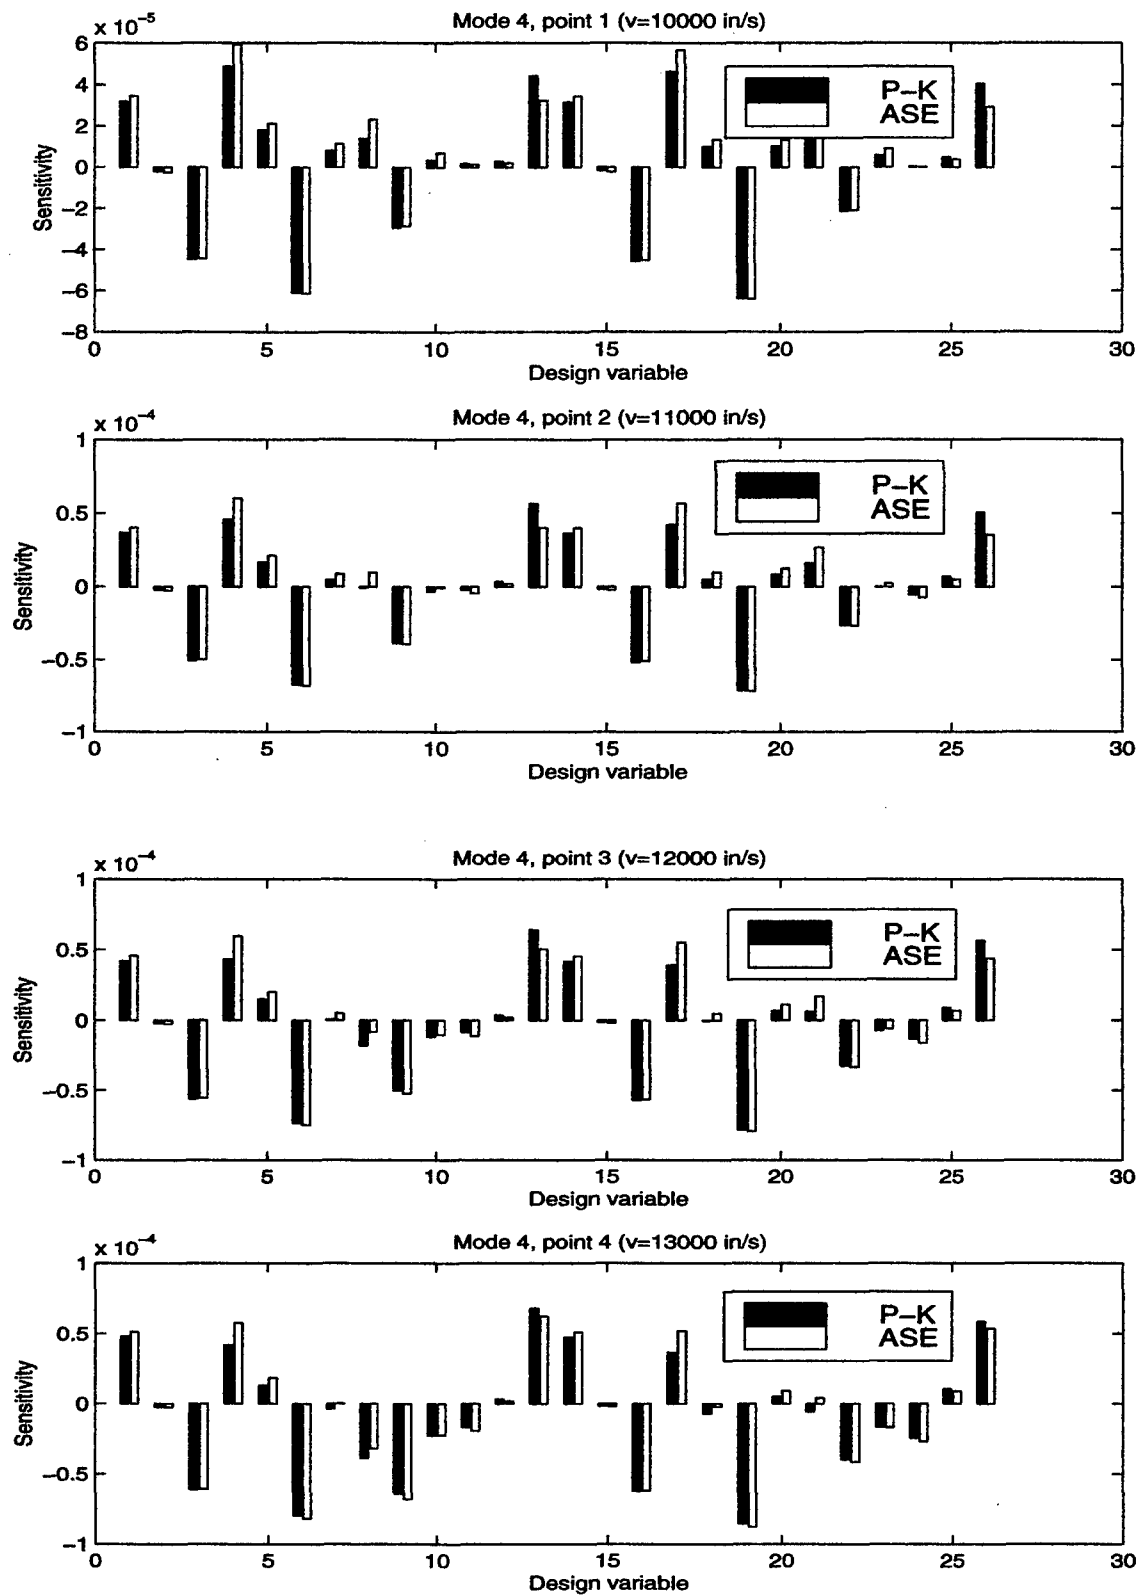 Mode 4, point 1 (v=10000 in/s)
x 10^-5
6
4
2
0
-2
-4
-6
-8
Sensitivity
P-K
ASE
0 5 10 15 20 25 30
Design variable
Mode 4, point 2 (v=11000 in/s)
x 10^-4
1
0.5
0
-0.5
-1
Sensitivity
P-K
ASE
0 5 10 15 20 25 30
Design variable
Mode 4, point 3 (v=12000 in/s)
x 10^-4
1
0.5
0
-0.5
-1
Sensitivity
P-K
ASE
0 5 10 15 20 25 30
Design variable
Mode 4, point 4 (v=13000 in/s)
x 10^-4
1
0.5
0
-0.5
-1
Sensitivity
P-K
ASE
0 5 10 15 20 25 30
Design variable